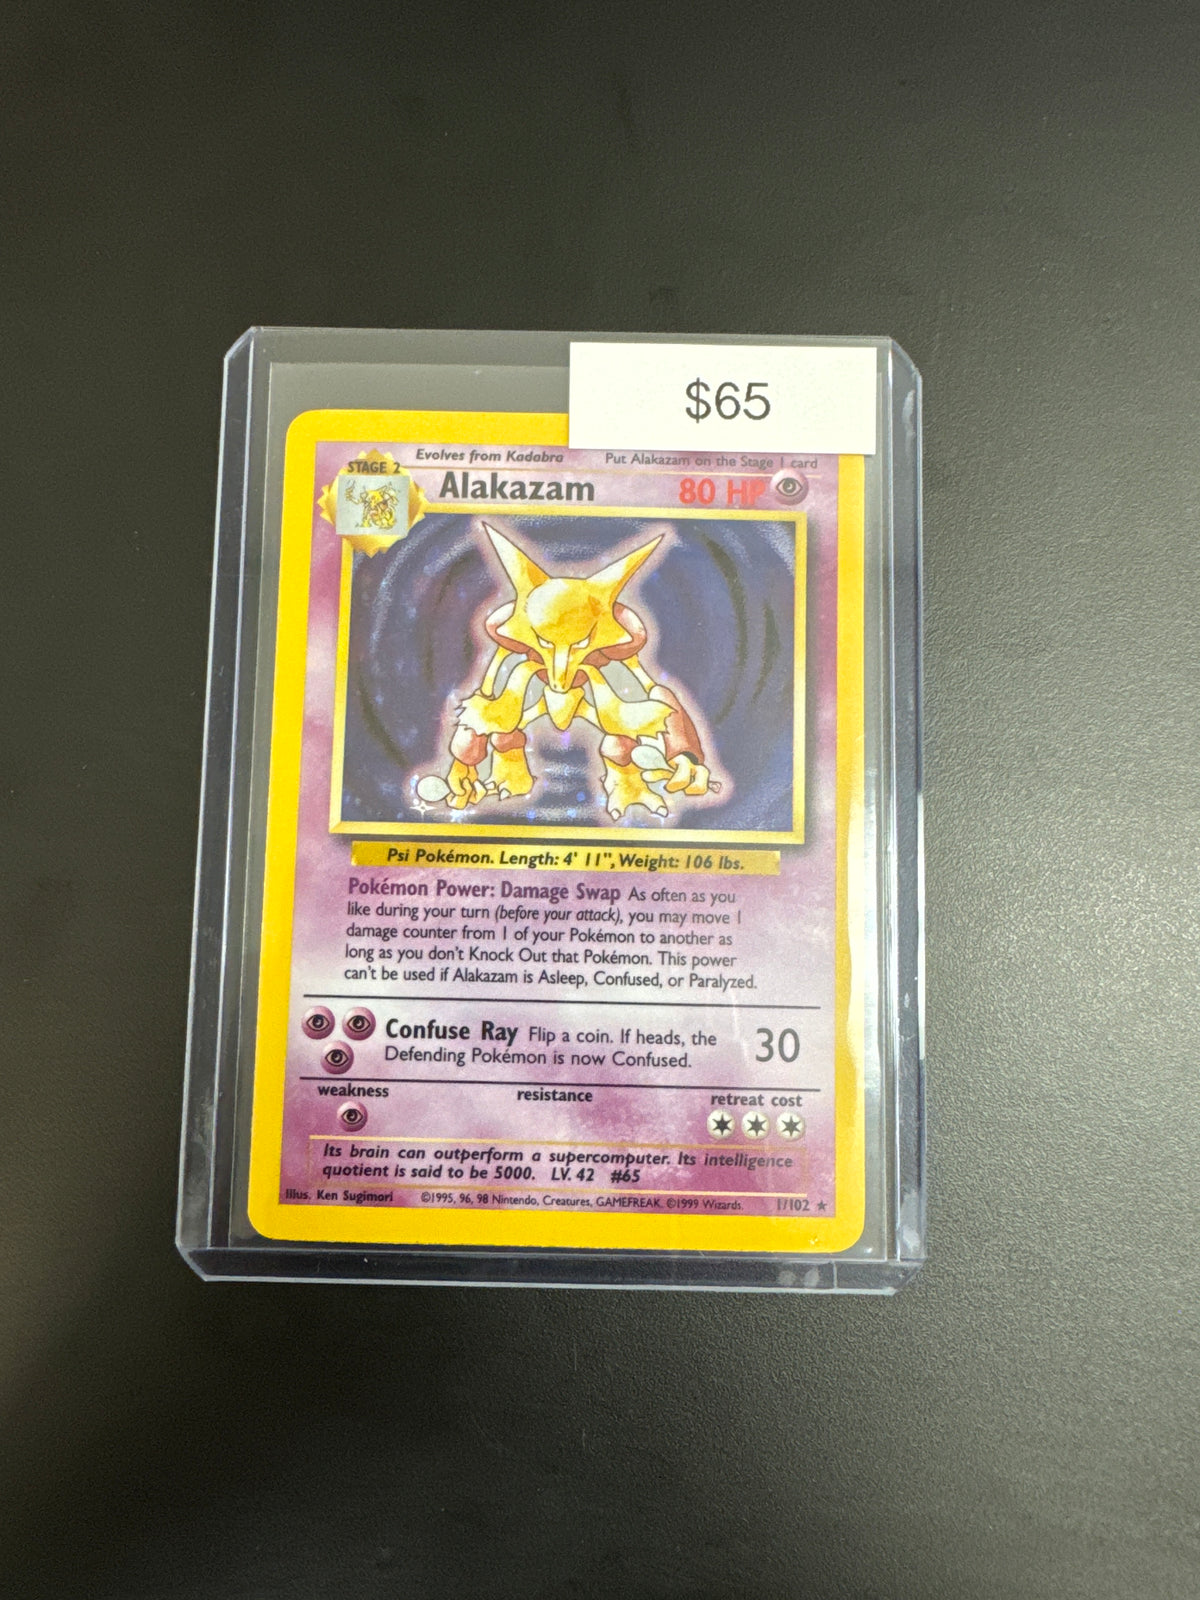 $65
Evolves from Kadabra Put Alakazam on the Stage 1 card
STAGE 2
Alakazam 80 HP
Psi Pokémon. Length: 4' 11", Weight: 106 lbs.
Pokémon Power: Damage Swap As often as you
like during your turn (before your attack), you may move 1
damage counter from 1 of your Pokémon to another as
long as you don't Knock Out that Pokémon. This power
can't be used if Alakazam is Asleep, Confused, or Paralyzed.
Confuse Ray Flip a coin. If heads, the 30
Defending Pokémon is now Confused.
weakness resistance retreat cost
Its brain can outperform a supercomputer. Its intelligence
quotient is said to be 5000. LV. 42 #65
Illus. Ken Sugimori ©1995, 96, 98 Nintendo, Creatures, GAMEFREAK. ©1999 Wizards. 1/102 ★